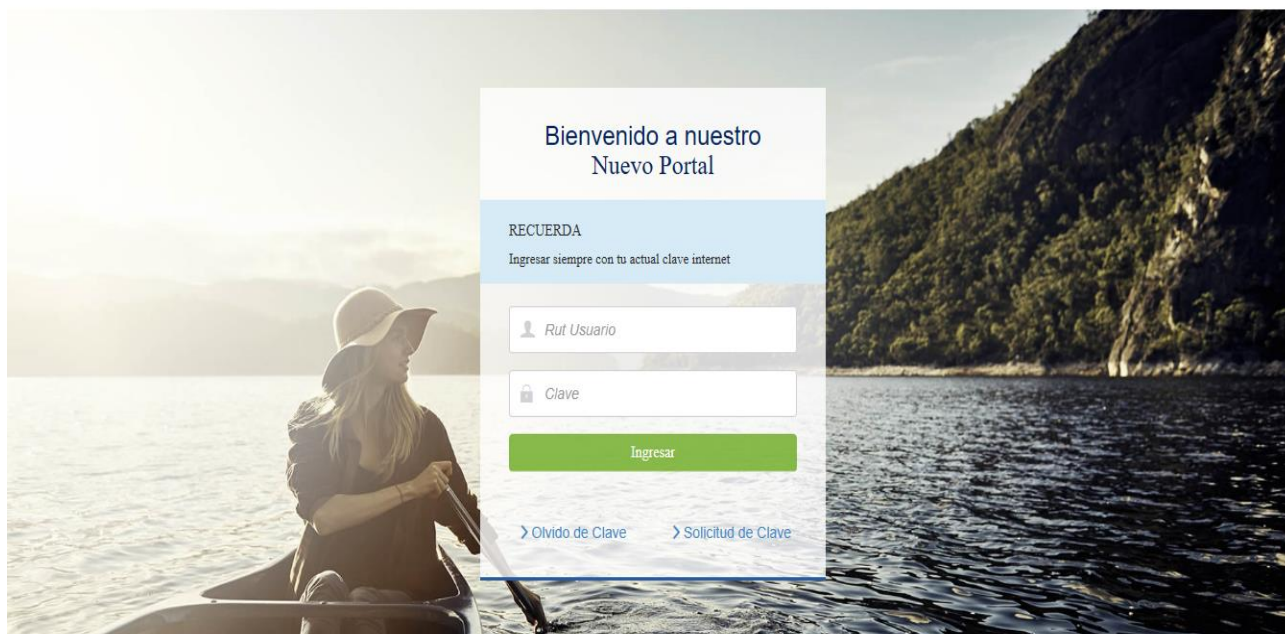 Bienvenido a nuestro
Nuevo Portal
RECUERDA
Ingresar siempre con tu actual clave internet
Rut Usuario
Clave
Ingresar
Olvido de Clave
Solicitud de Clave